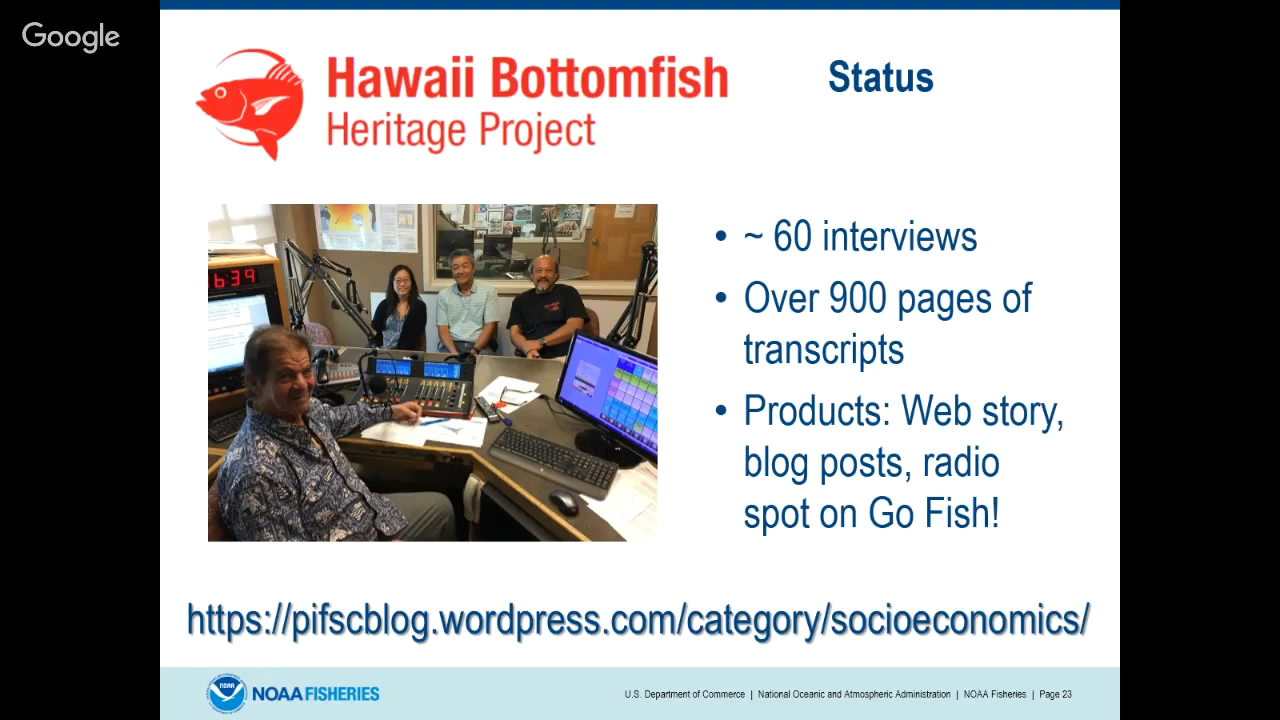 Google
Hawaii Bottomfish
Heritage Project
Status
• ~ 60 interviews
• Over 900 pages of
transcripts
• Products: Web story,
blog posts, radio
spot on Go Fish!
https://pifscblog.wordpress.com/category/socioeconomics/
NOAA
NOAA FISHERIES
U.S. Department of Commerce | National Oceanic and Atmospheric Administration | NOAA Fisheries | Page 23